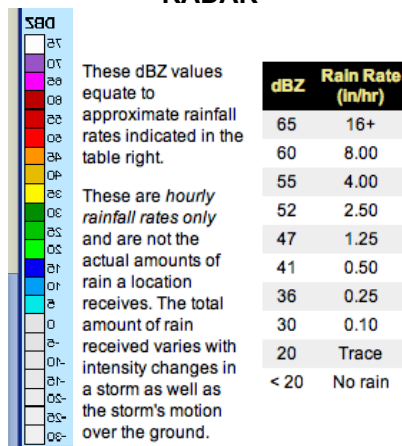 RADAR
DBZ
75
70
65
60
55
50
45
40
35
30
25
20
15
10
5
0
-5
-10
-15
-20
-25
-30
These dBZ values
equate to
approximate rainfall
rates indicated in the
table right.
These are hourly
rainfall rates only
and are not the
actual amounts of
rain a location
receives. The total
amount of rain
received varies with
intensity changes in
a storm as well as
the storm's motion
over the ground.
dBZ Rain Rate (in/hr)
65 16+
60 8.00
55 4.00
52 2.50
47 1.25
41 0.50
36 0.25
30 0.10
20 Trace
< 20 No rain